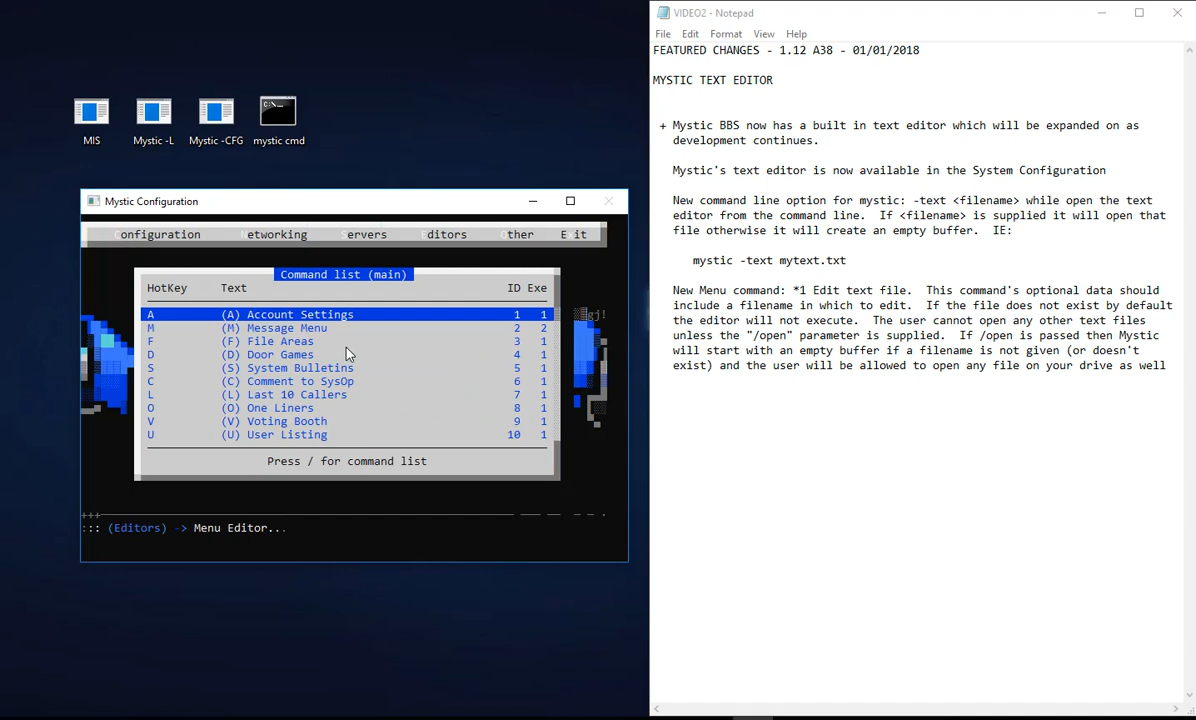 MIS
Mystic -L
Mystic -CFG
mystic cmd
Mystic Configuration
onfiguration etworking ervers ditors ther E it
Command list (main)
HotKey Text ID Exe
A (A) Account Settings 1 1
M (M) Message Menu 2 2
F (F) File Areas 3 1
D (D) Door Games 4 1
S (S) System Bulletins 5 1
C (C) Comment to SysOp 6 1
L (L) Last 10 Callers 7 1
O (O) One Liners 8 1
V (V) Voting Booth 9 1
U (U) User Listing 10 1
Press / for command list
gj!
::: (Editors) -> Menu Editor...
VIDEO2 - Notepad
File Edit Format View Help
FEATURED CHANGES - 1.12 A38 - 01/01/2018
MYSTIC TEXT EDITOR
+ Mystic BBS now has a built in text editor which will be expanded on as
development continues.
Mystic's text editor is now available in the System Configuration
New command line option for mystic: -text <filename> while open the text
editor from the command line. If <filename> is supplied it will open that
file otherwise it will create an empty buffer. IE:
mystic -text mytext.txt
New Menu command: *1 Edit text file. This command's optional data should
include a filename in which to edit. If the file does not exist by default
the editor will not execute. The user cannot open any other text files
unless the "/open" parameter is supplied. If /open is passed then Mystic
will start with an empty buffer if a filename is not given (or doesn't
exist) and the user will be allowed to open any file on your drive as well